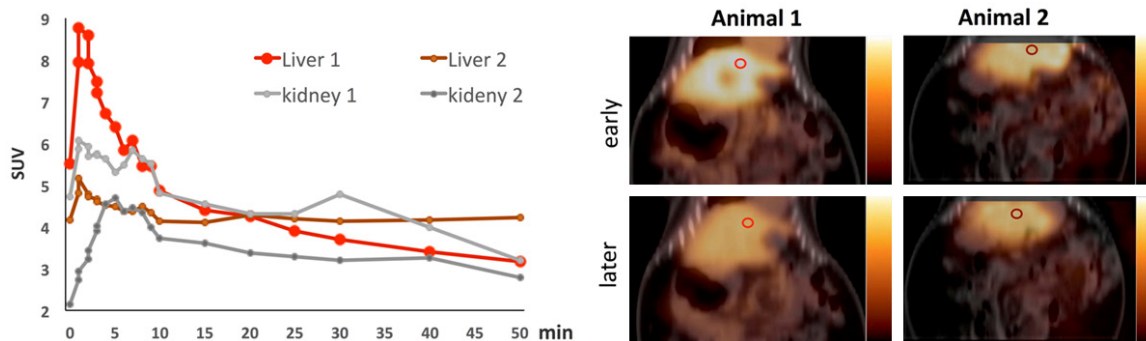 9
8
7
6
5
4
3
2
SUV
Liver 1
Liver 2
kidney 1
kideny 2
0 5 10 15 20 25 30 35 40 45 50 min
Animal 1
Animal 2
early
later